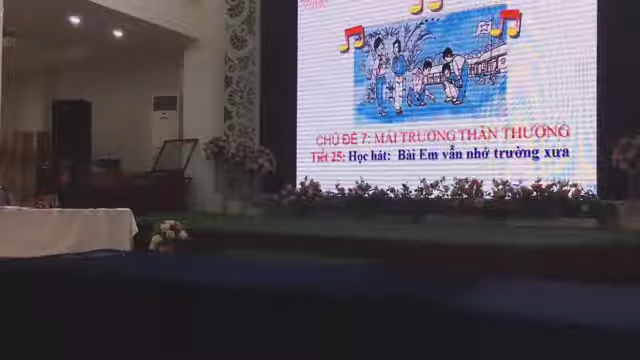 CHỦ ĐỀ 7: MÁI TRƯỜNG THÂN THƯƠNG
Tiết 25: Học hát: Bài Em vẫn nhớ trường xưa